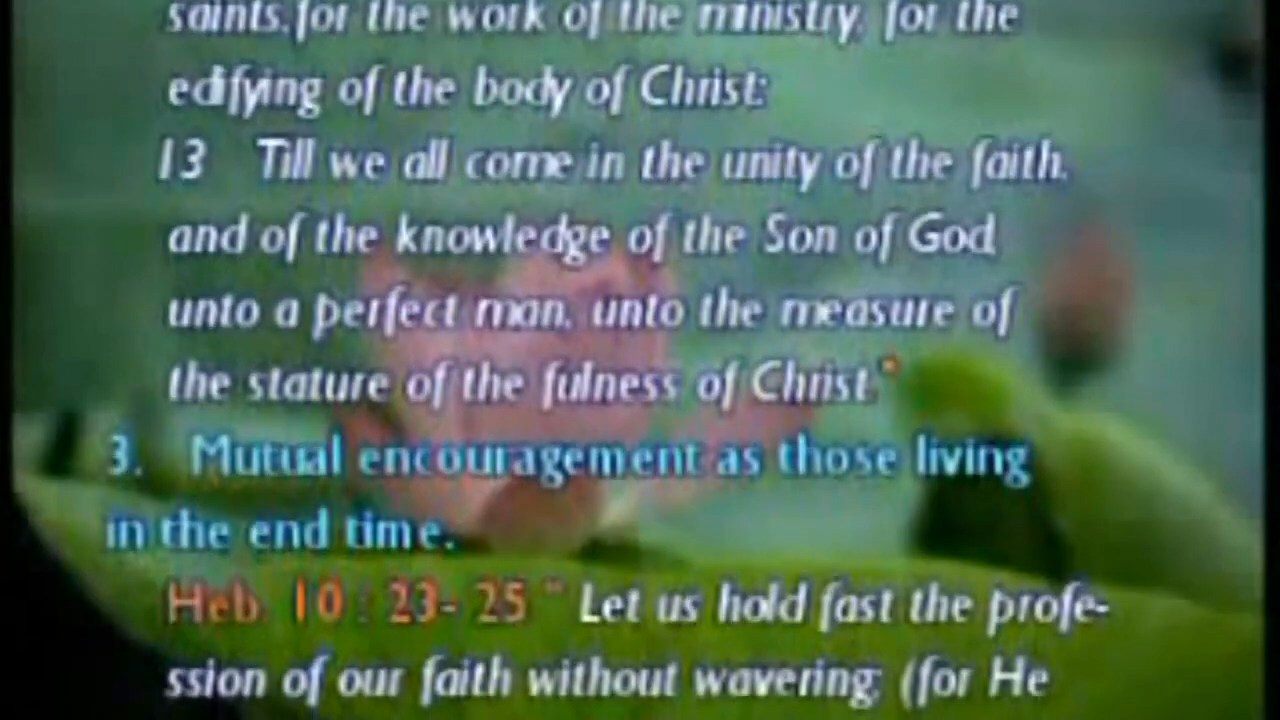 saints,for the work of the ministry, for the
edifying of the body of Christ:
13 Till we all come in the unity of the faith,
and of the knowledge of the Son of God,
unto a perfect man, unto the measure of
the stature of the fulness of Christ."
3. Mutual encouragement as those living
in the end time.
Heb. 10 : 23- 25 " Let us hold fast the profe-
ssion of our faith without wavering; (for He